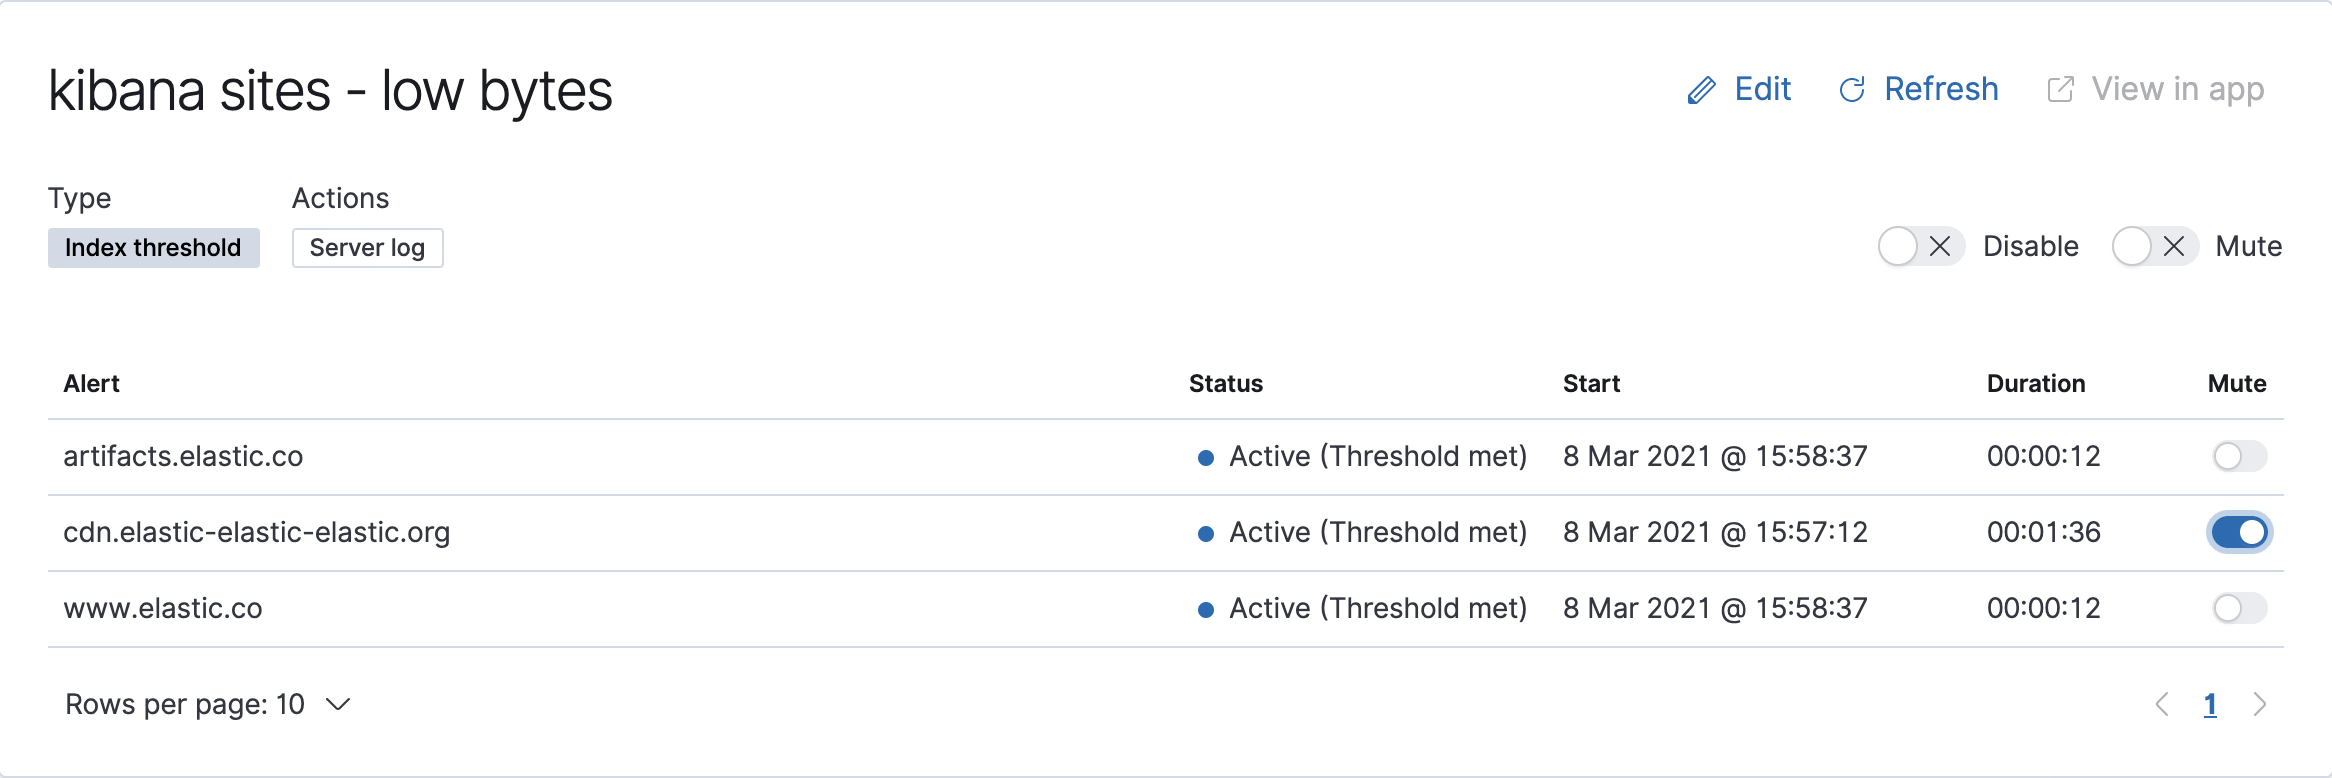 kibana sites - low bytes
Edit Refresh View in app
Type Actions
Index threshold Server log
Disable Mute
Alert Status Start Duration Mute
artifacts.elastic.co Active (Threshold met) 8 Mar 2021 @ 15:58:37 00:00:12
cdn.elastic-elastic-elastic.org Active (Threshold met) 8 Mar 2021 @ 15:57:12 00:01:36
www.elastic.co Active (Threshold met) 8 Mar 2021 @ 15:58:37 00:00:12
Rows per page: 10 1